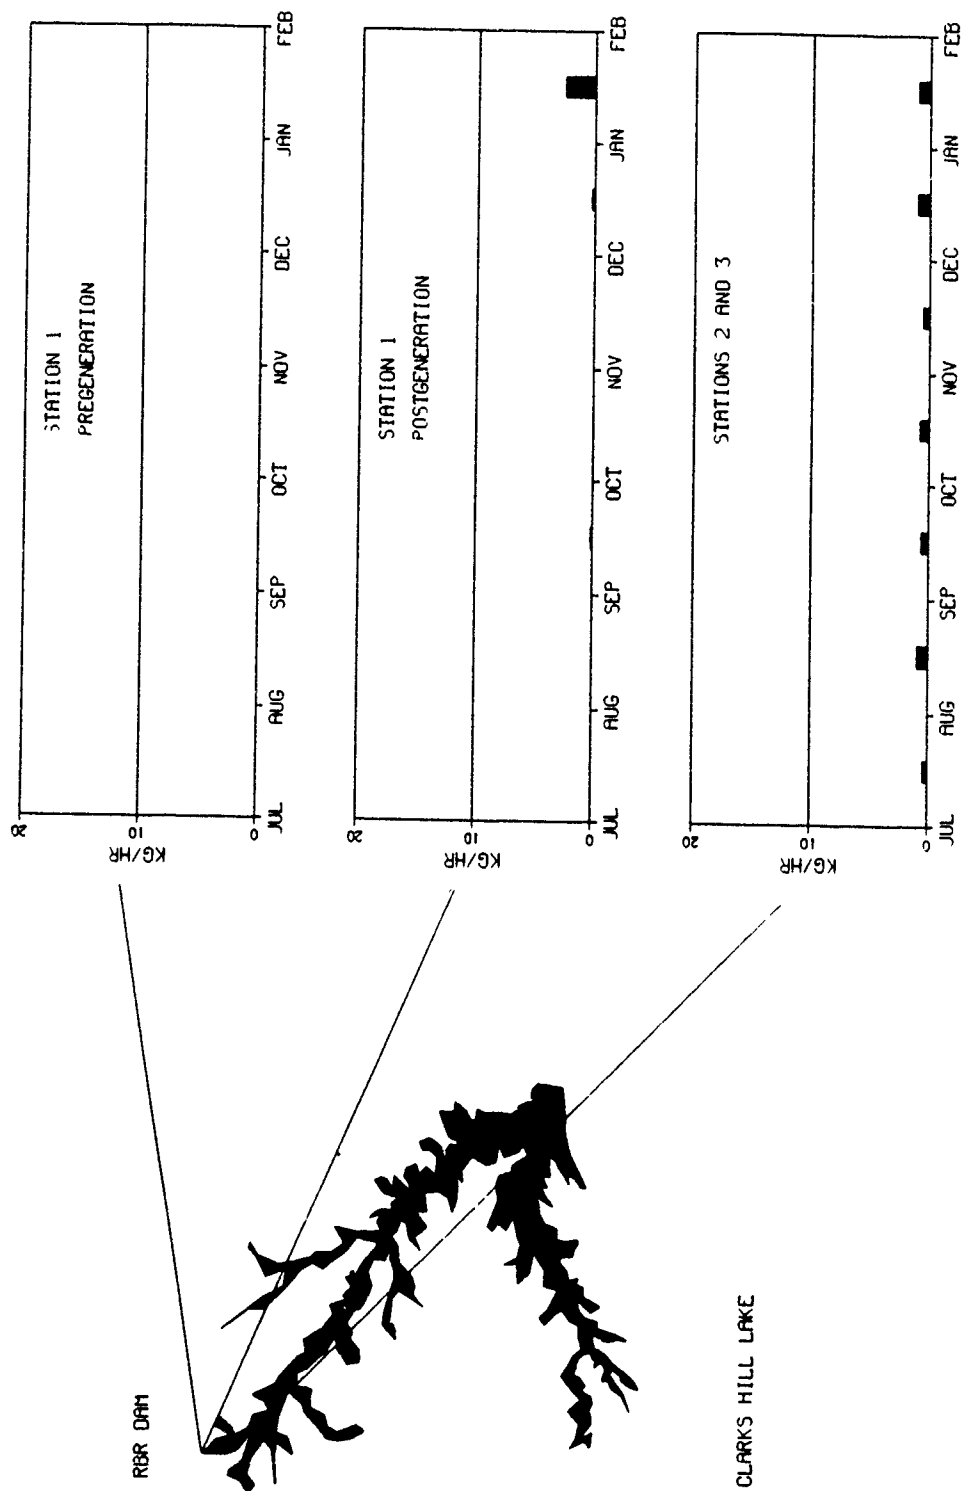 RBR DAM
CLARKS HILL LAKE
STATION 1
PREGENERATION
KG/HR
20
10
0
JUL AUG SEP OCT NOV DEC JAN FEB
STATION 1
POSTGENERATION
KG/HR
20
10
0
JUL AUG SEP OCT NOV DEC JAN FEB
STATIONS 2 AND 3
KG/HR
20
10
0
JUL AUG SEP OCT NOV DEC JAN FEB